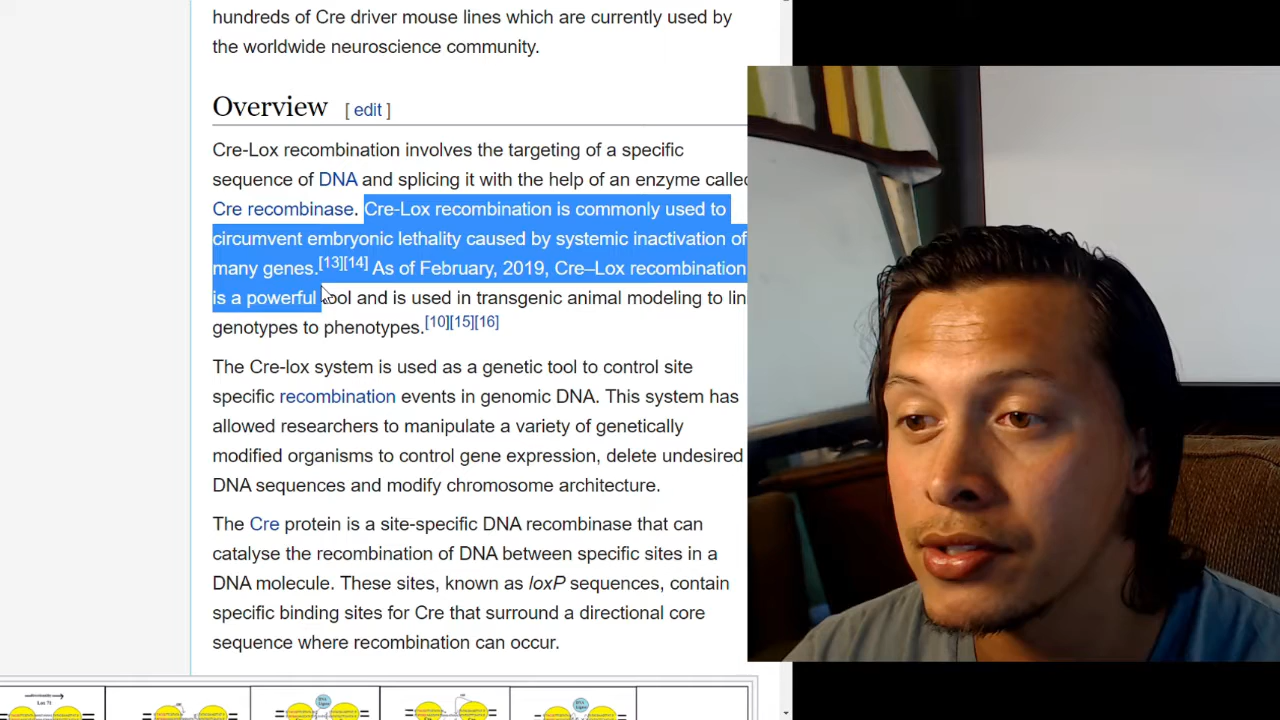 hundreds of Cre driver mouse lines which are currently used by
the worldwide neuroscience community.
Overview [ edit ]
Cre-Lox recombination involves the targeting of a specific
sequence of DNA and splicing it with the help of an enzyme called
Cre recombinase. Cre-Lox recombination is commonly used to
circumvent embryonic lethality caused by systemic inactivation of
many genes.[13][14] As of February, 2019, Cre–Lox recombination
is a powerful tool and is used in transgenic animal modeling to lin
genotypes to phenotypes.[10][15][16]
The Cre-lox system is used as a genetic tool to control site
specific recombination events in genomic DNA. This system has
allowed researchers to manipulate a variety of genetically
modified organisms to control gene expression, delete undesired
DNA sequences and modify chromosome architecture.
The Cre protein is a site-specific DNA recombinase that can
catalyse the recombination of DNA between specific sites in a
DNA molecule. These sites, known as loxP sequences, contain
specific binding sites for Cre that surround a directional core
sequence where recombination can occur.
Lox 71